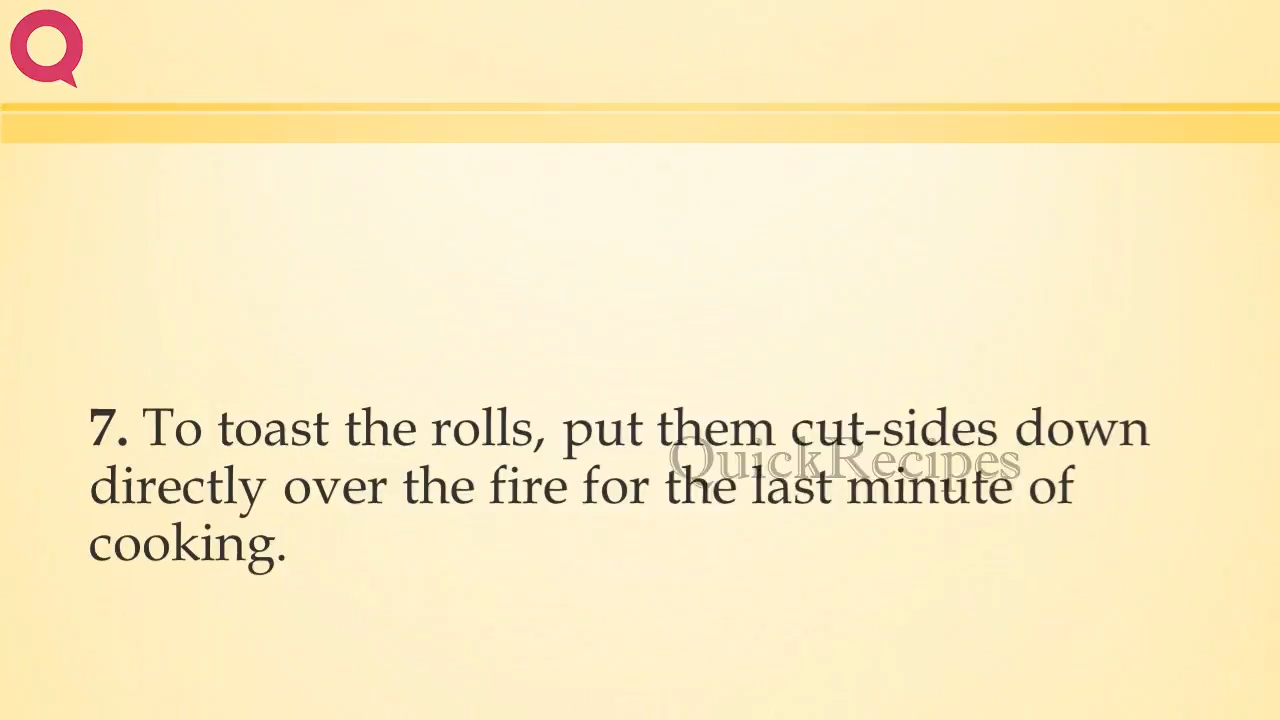 7. To toast the rolls, put them cut-sides down
QuickRecipes
directly over the fire for the last minute of
cooking.